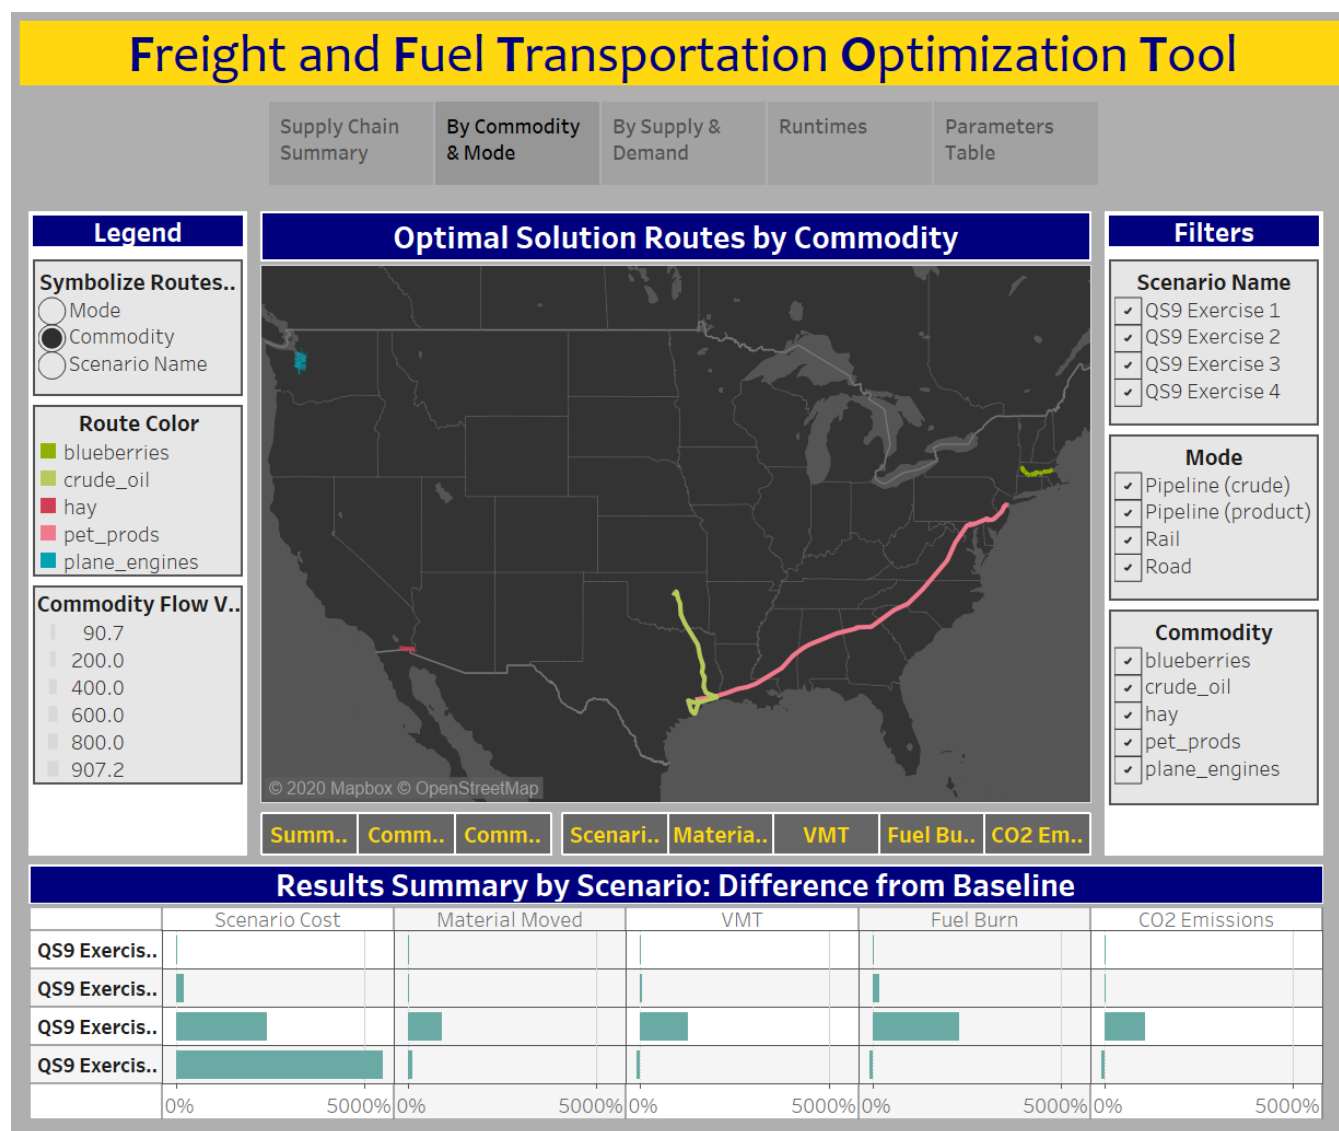 Freight and Fuel Transportation Optimization Tool
Supply Chain
Summary
By Commodity
& Mode
By Supply &
Demand
Runtimes
Parameters
Table
Legend
Symbolize Routes..
Mode
Commodity
Scenario Name
Route Color
blueberries
crude_oil
hay
pet_prods
plane_engines
Commodity Flow V..
90.7
200.0
400.0
600.0
800.0
907.2
Optimal Solution Routes by Commodity
© 2020 Mapbox © OpenStreetMap
Summ..
Comm..
Comm..
Scenari..
Materia..
VMT
Fuel Bu..
CO2 Em..
Filters
Scenario Name
QS9 Exercise 1
QS9 Exercise 2
QS9 Exercise 3
QS9 Exercise 4
Mode
Pipeline (crude)
Pipeline (product)
Rail
Road
Commodity
blueberries
crude_oil
hay
pet_prods
plane_engines
Results Summary by Scenario: Difference from Baseline
Scenario Cost
Material Moved
VMT
Fuel Burn
CO2 Emissions
QS9 Exercis..
QS9 Exercis..
QS9 Exercis..
QS9 Exercis..
0% 5000% 0% 5000% 0% 5000% 0% 5000% 0% 5000%